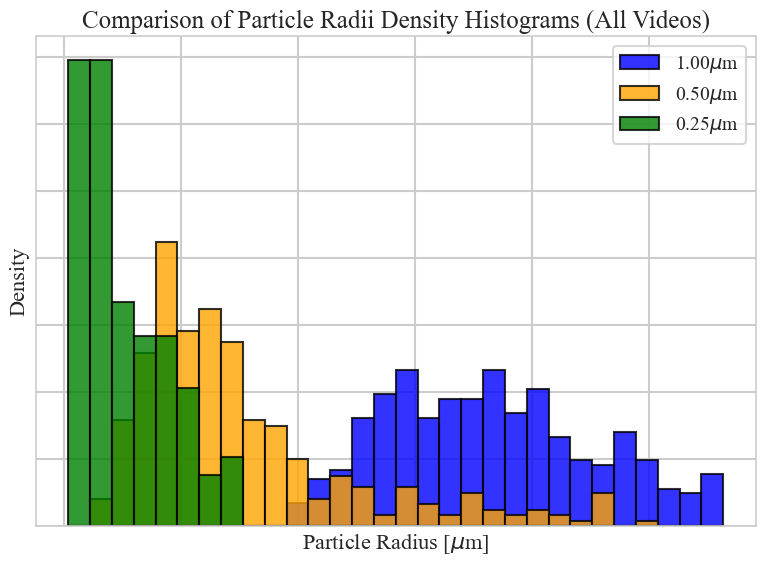 Comparison of Particle Radii Density Histograms (All Videos)
1.00μm
0.50μm
0.25μm
Density
Particle Radius [μm]